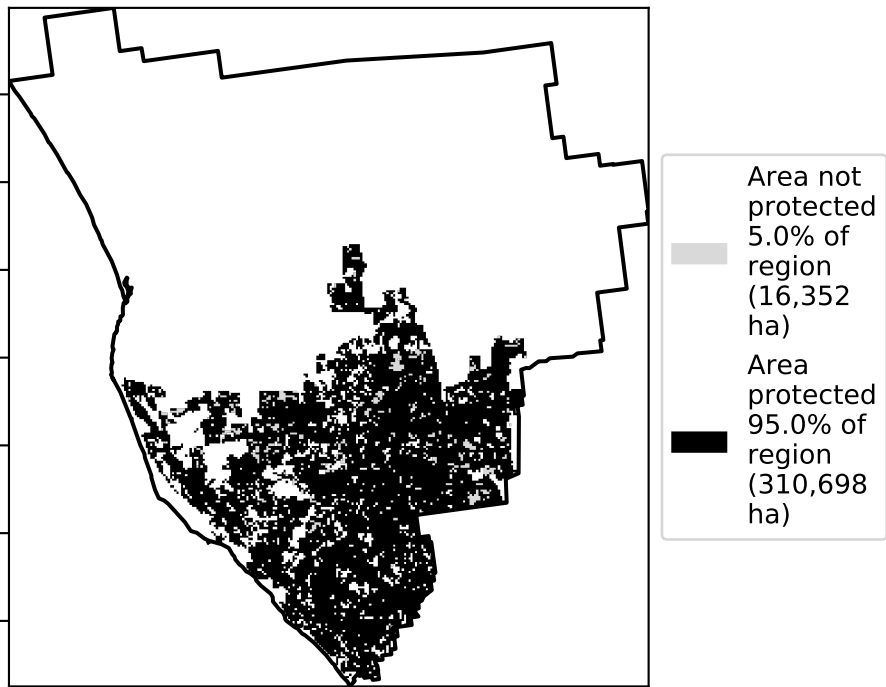 Area not
protected
5.0% of
region
(16,352
ha)
Area
protected
95.0% of
region
(310,698
ha)